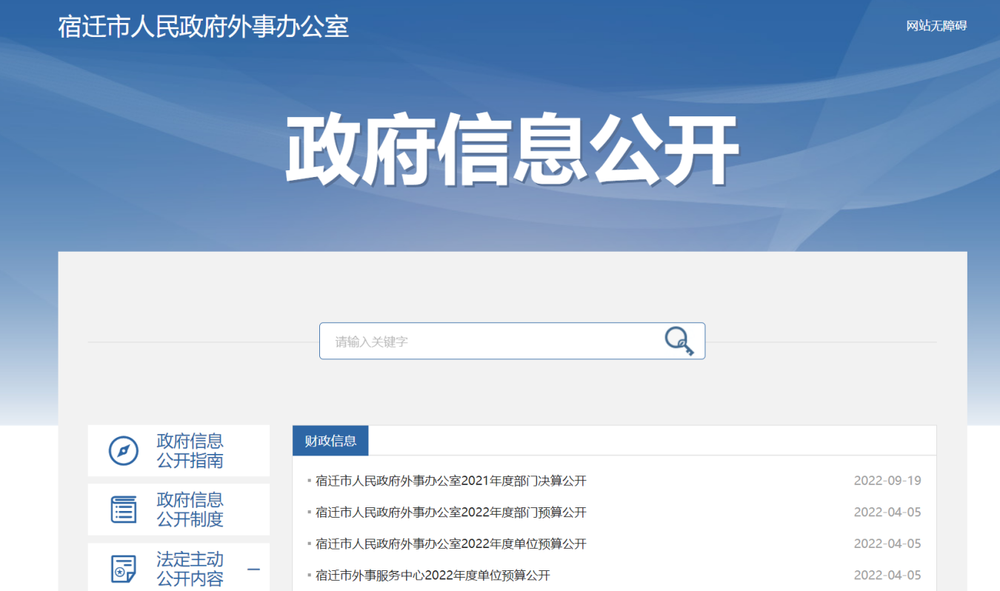 宿迁市人民政府外事办公室
网站无障碍
政府信息公开
请输入关键字
政府信息
公开指南
政府信息
公开制度
法定主动
公开内容
财政信息
宿迁市人民政府外事办公室2021年度部门决算公开 2022-09-19
宿迁市人民政府外事办公室2022年度部门预算公开 2022-04-05
宿迁市人民政府外事办公室2022年度单位预算公开 2022-04-05
宿迁市外事服务中心2022年度单位预算公开 2022-04-05